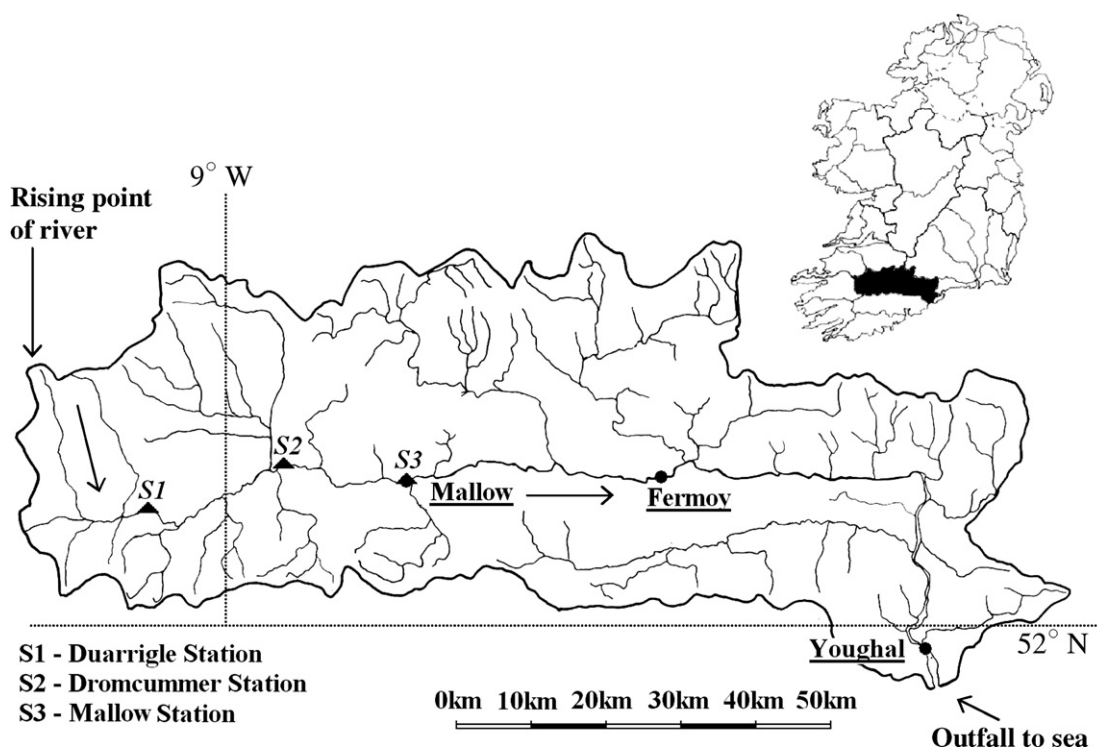 9° W
Rising point
of river
S1
S2
S3
Mallow
Fermoy
Youghal
52° N
S1 - Duarrigle Station
S2 - Dromcummer Station
S3 - Mallow Station
0km 10km 20km 30km 40km 50km
Outfall to sea